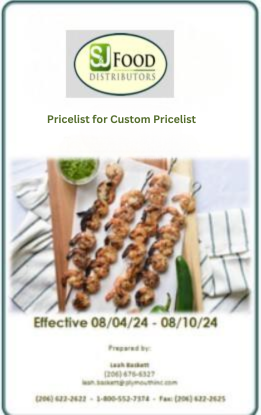 SJ FOOD
DISTRIBUTORS
Pricelist for Custom Pricelist
Effective 08/04/24 - 08/10/24
Prepared by:
Leah Baskett
(206) 676-6327
leah.baskett@plymouthinc.com
(206) 622-2622 - 1-800-552-7374 - Fax: (206) 622-2625